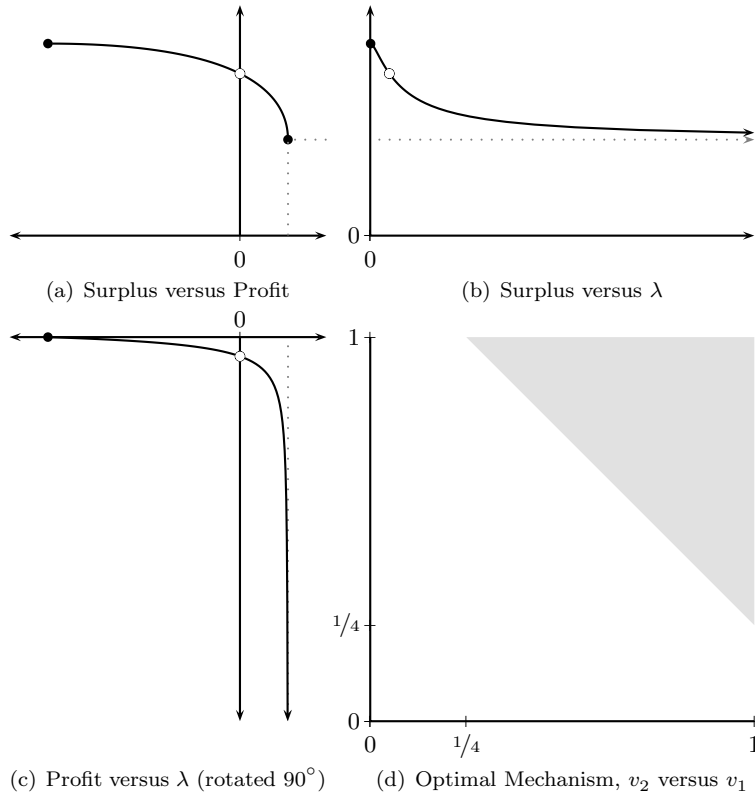 0
(a) Surplus versus Profit
0
0
(b) Surplus versus λ
0
(c) Profit versus λ (rotated 90°)
1
1/4
0
0
1/4
1
(d) Optimal Mechanism, v₂ versus v₁